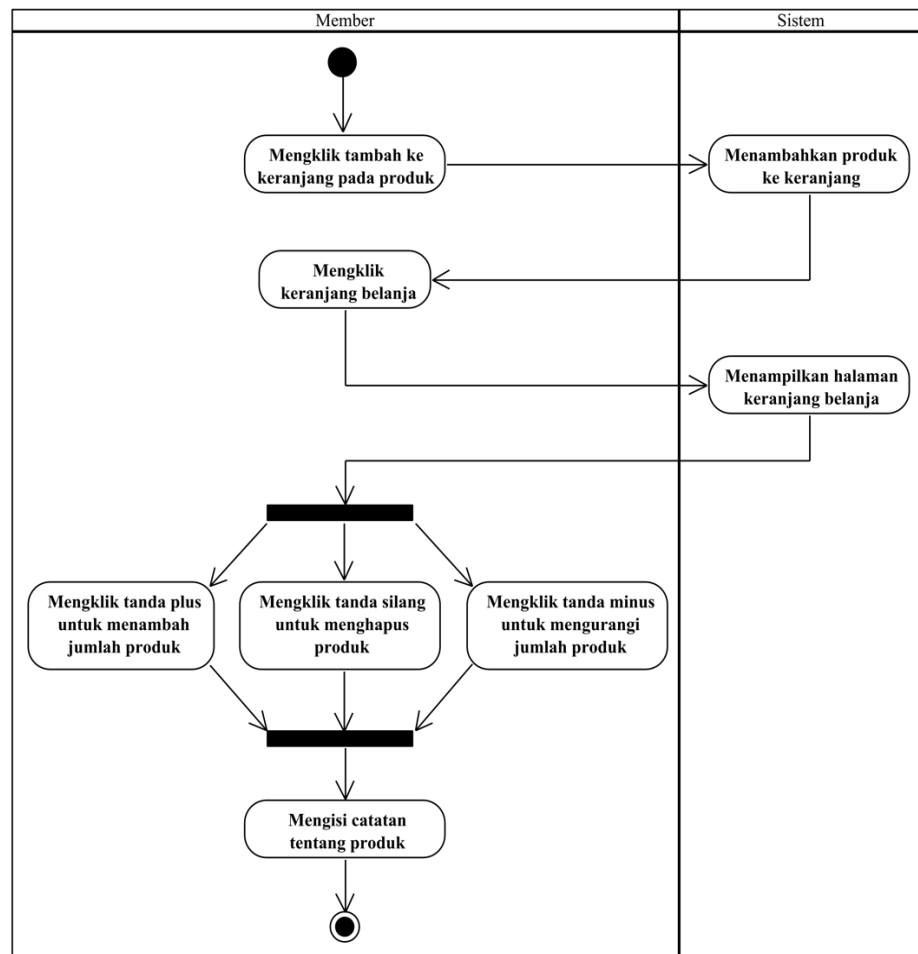 Member
Sistem
Mengklik tambah ke
keranjang pada produk
Menambahkan produk
ke keranjang
Mengklik
keranjang belanja
Menampilkan halaman
keranjang belanja
Mengklik tanda plus
untuk menambah
jumlah produk
Mengklik tanda silang
untuk menghapus
produk
Mengklik tanda minus
untuk mengurangi
jumlah produk
Mengisi catatan
tentang produk